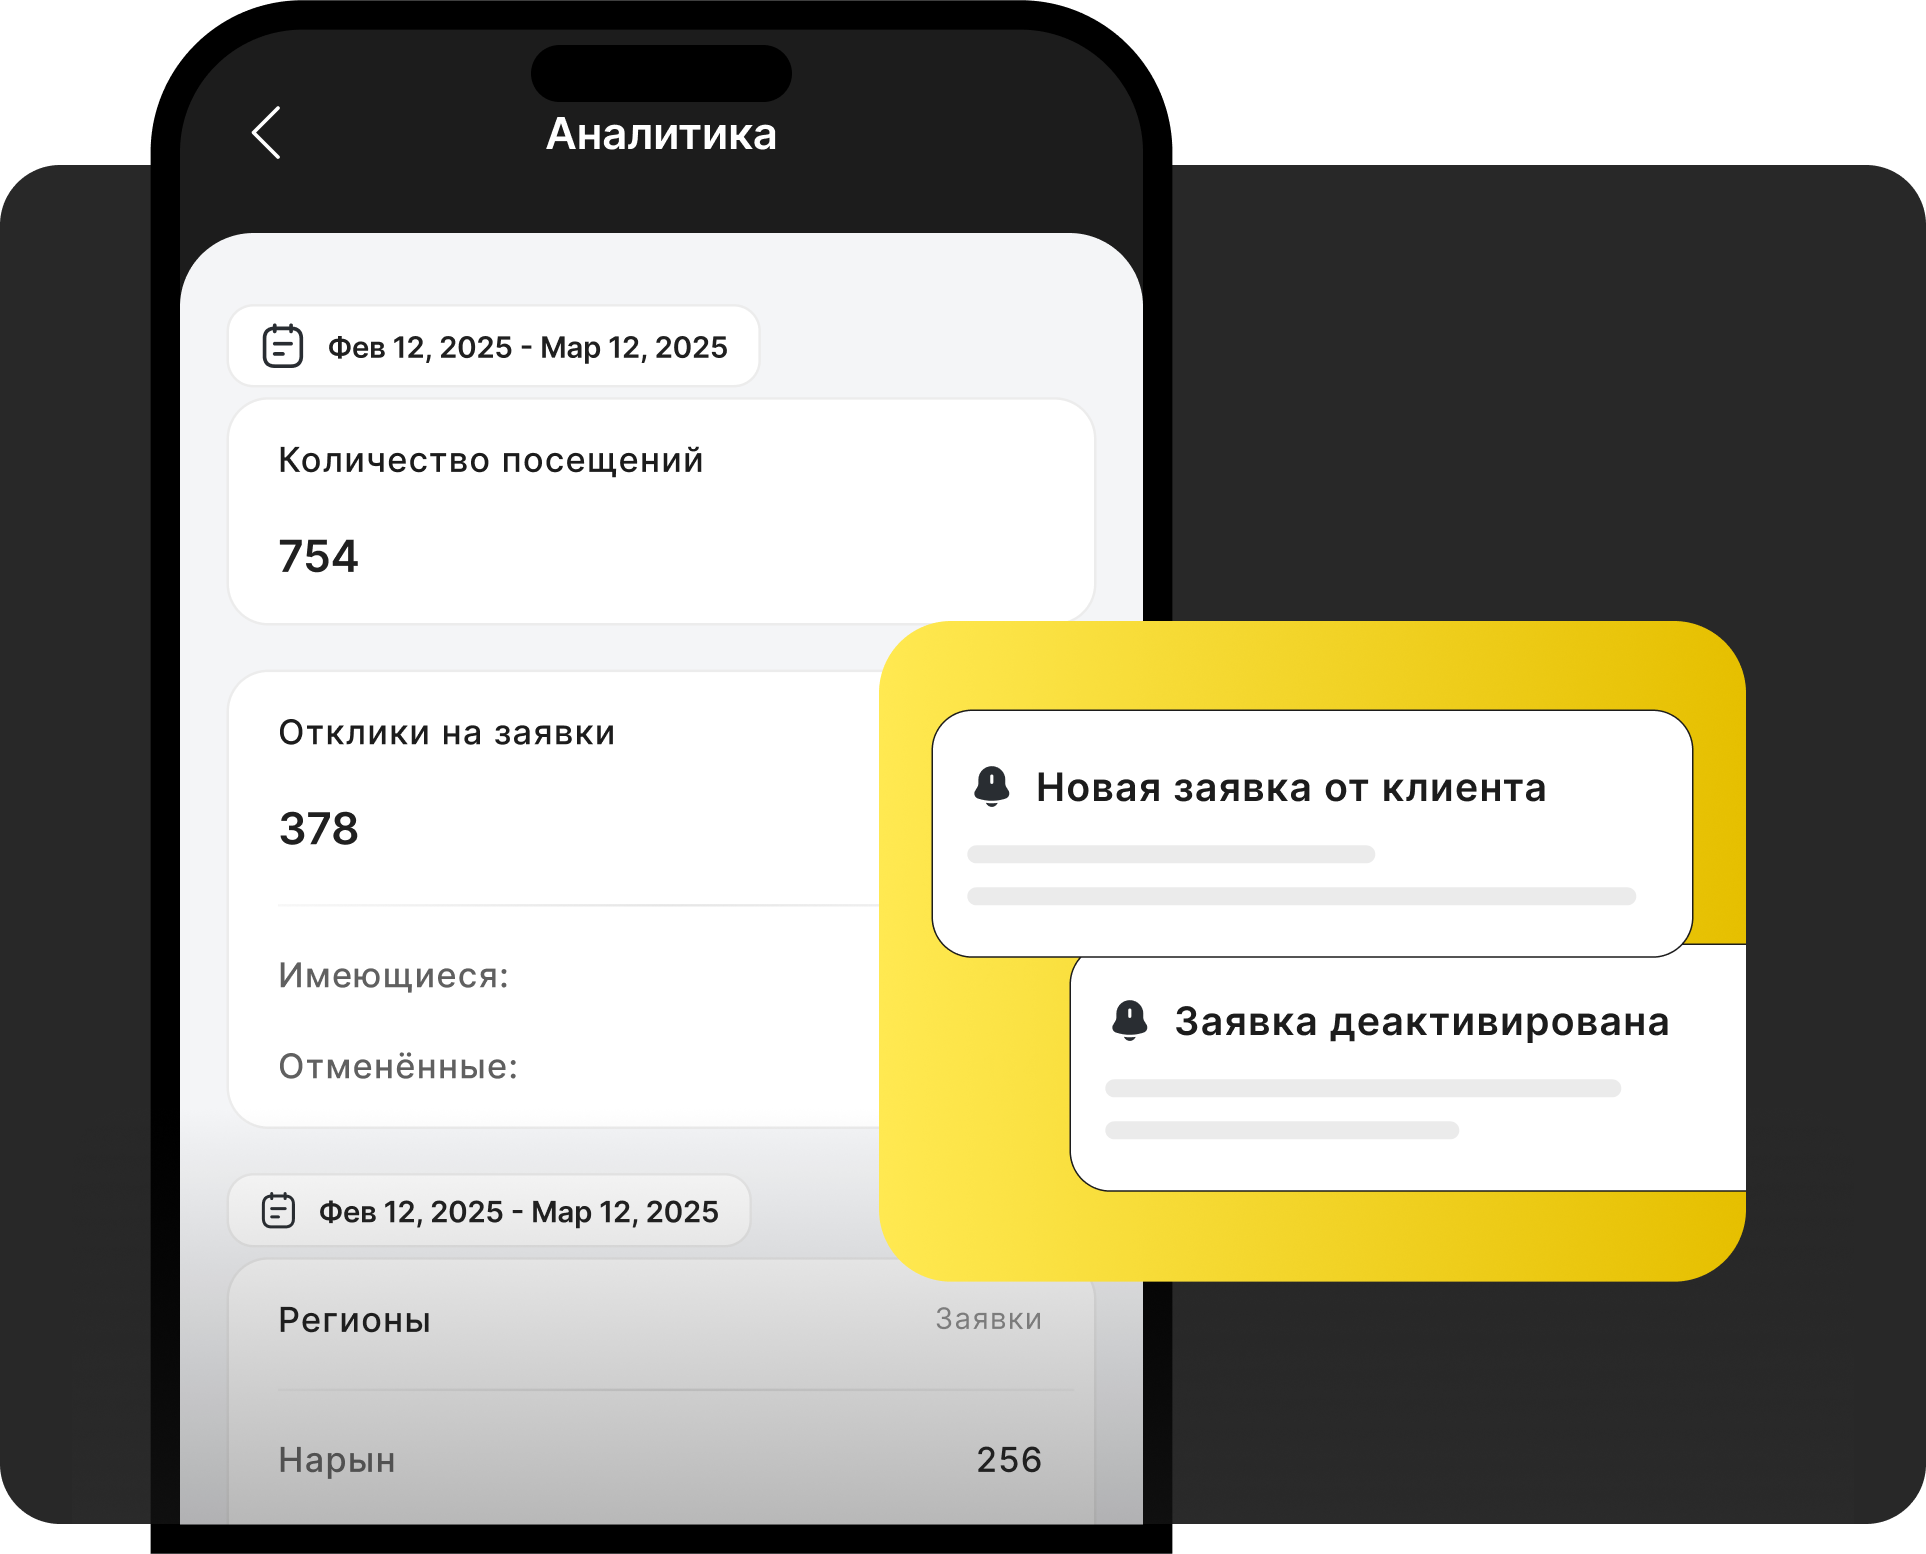 Аналитика
Фев 12, 2025 - Мар 12, 2025
Количество посещений
754
Отклики на заявки
378
Имеющиеся:
Отменённые:
Новая заявка от клиента
Заявка деактивирована
Фев 12, 2025 - Мар 12, 2025
Регионы Заявки
Нарын 256